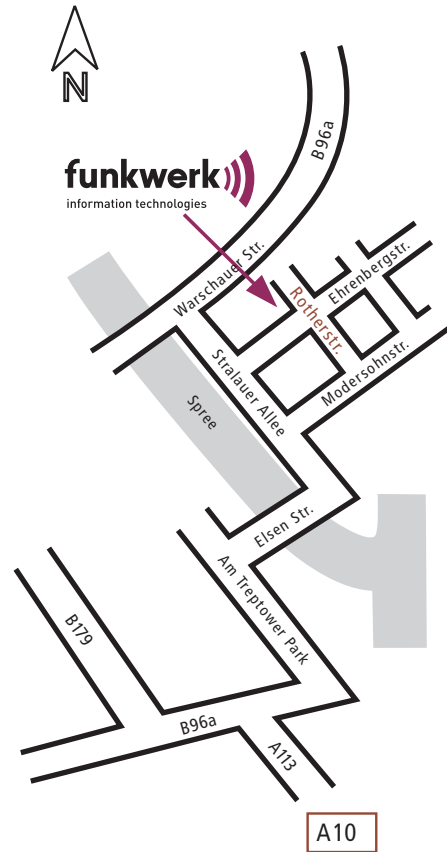 N
B96a
funkwerk
information technologies
Warschauer Str.
Ehrenbergstr.
Rotherstr.
Stralauer Allee
Modersohnstr.
Spree
Elsen Str.
Am Treptower Park
B179
B96a
A113
A10